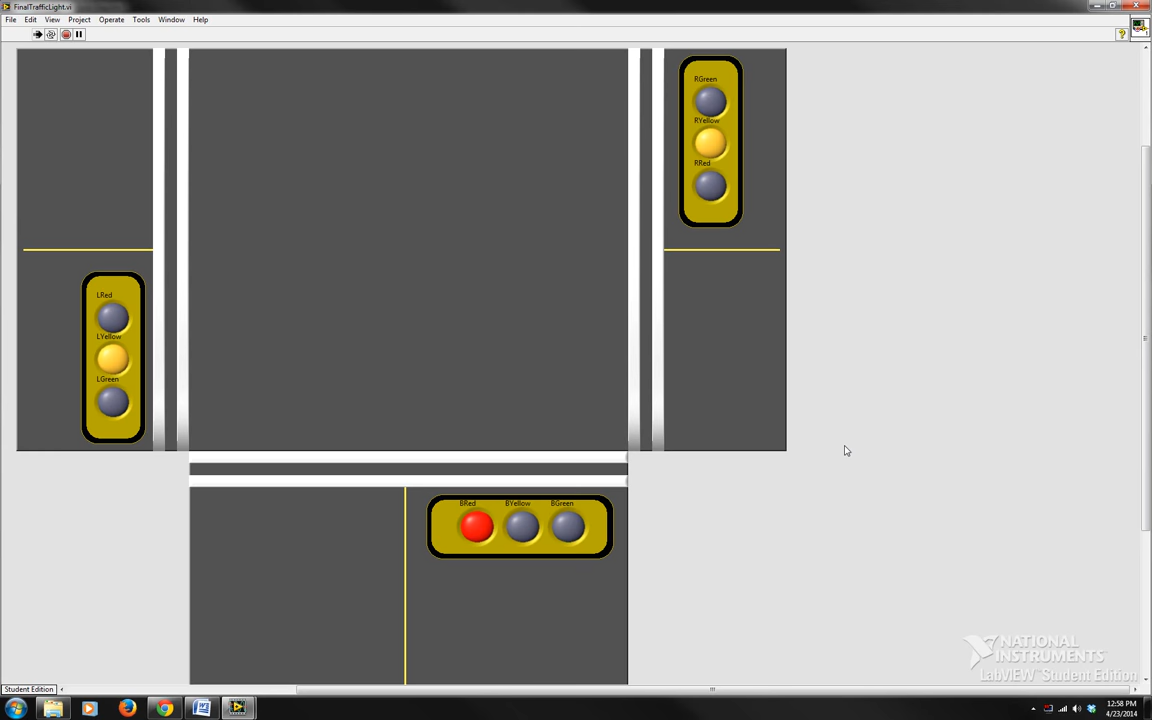 FinalTrafficLight.vi
File Edit View Project Operate Tools Window Help
RGreen
RYellow
RRed
LRed
LYellow
LGreen
BRed BYellow BGreen
NATIONAL
INSTRUMENTS
LabVIEW Student Edition
Student Edition
12:58 PM
4/23/2014